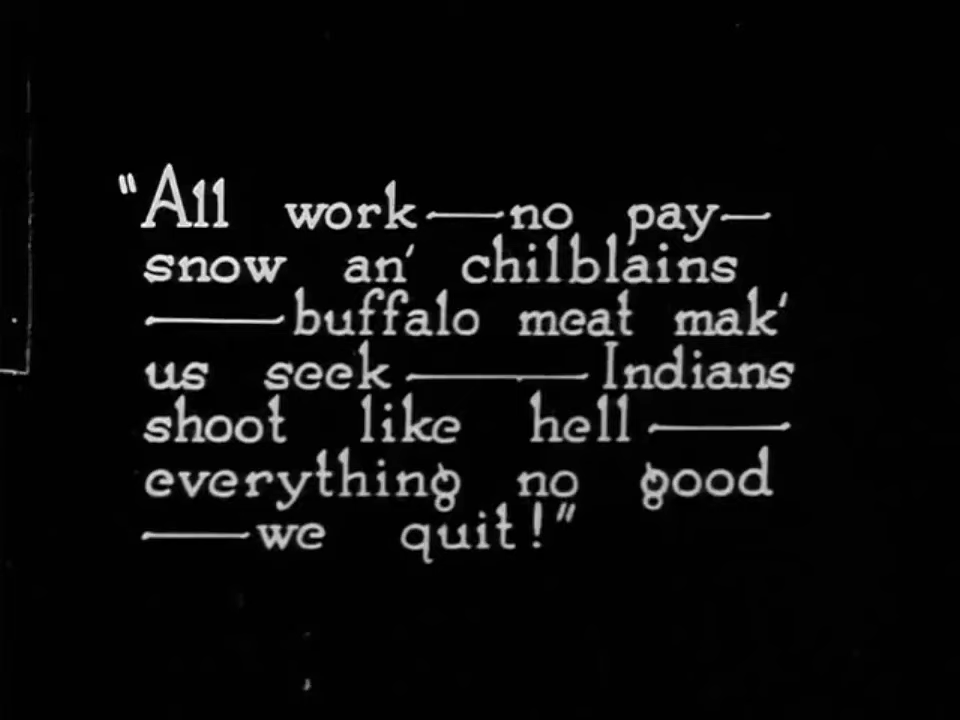 "All work—no pay—
snow an' chilblains
—buffalo meat mak'
us seek—Indians
shoot like hell—
everything no good
—we quit!"